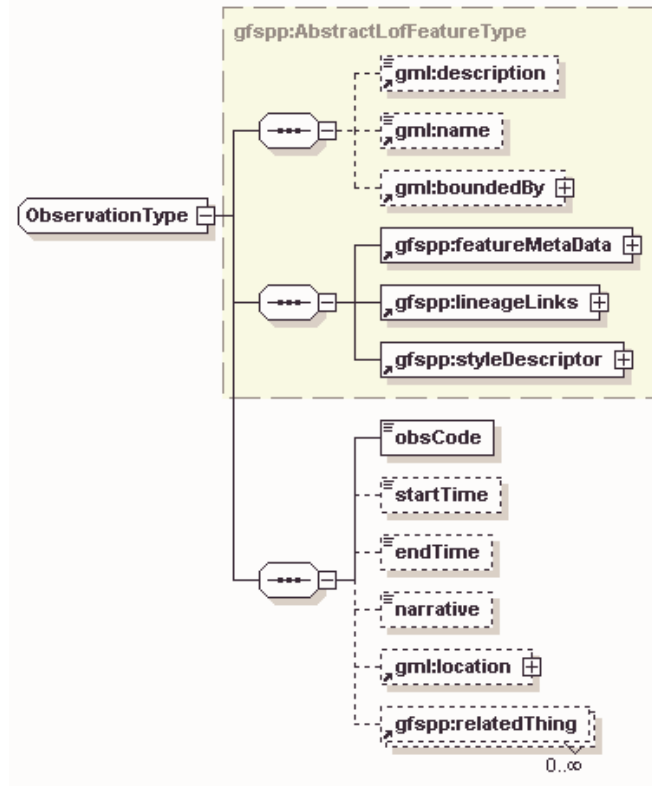 gfspp:AbstractLofFeatureType
gml:description
gml:name
gml:boundedBy
ObservationType
gfspp:featureMetaData
gfspp:lineageLinks
gfspp:styleDescriptor
obsCode
startTime
endTime
narrative
gml:location
gfspp:relatedThing
0..∞